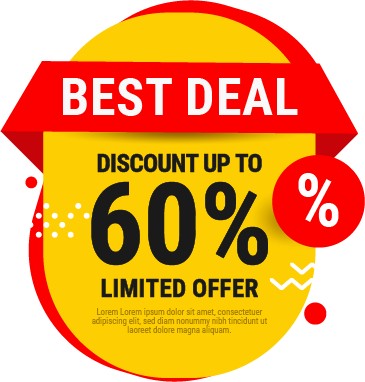 BEST DEAL
DISCOUNT UP TO
60%
%
LIMITED OFFER
Lorem ipsum dolor sit amet, consectetuer
adipiscing elit, sed diam nonummy nibh tincidunt ut
laoreet dolore magna aliquam.